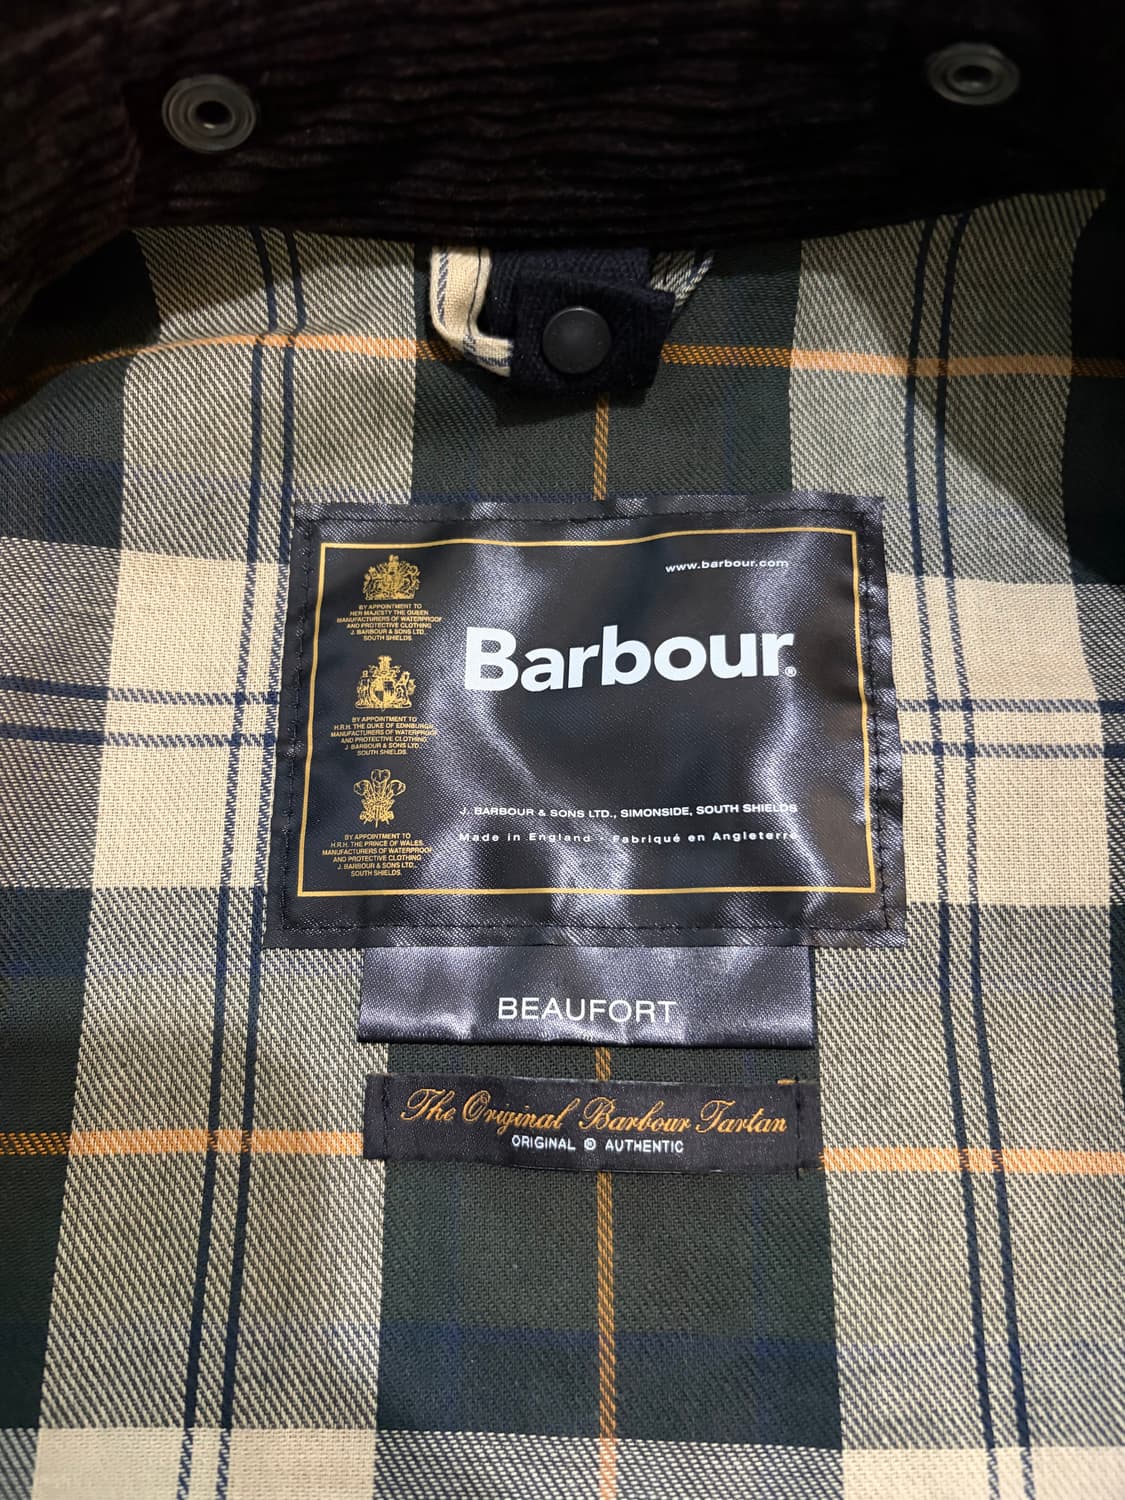 www.barbour.com
BY APPOINTMENT TO
HER MAJESTY THE QUEEN
MANUFACTURERS OF WATERPROOF
AND PROTECTIVE CLOTHING
J. BARBOUR & SONS LTD.
SOUTH SHIELDS.
Barbour®
BY APPOINTMENT TO
H.R.H. THE DUKE OF EDINBURGH
MANUFACTURERS OF WATERPROOF
AND PROTECTIVE CLOTHING
J. BARBOUR & SONS LTD.,
SOUTH SHIELDS
BY APPOINTMENT TO
H.R.H. THE PRINCE OF WALES
MANUFACTURERS OF WATERPROOF
AND PROTECTIVE CLOTHING
J. BARBOUR & SONS LTD.,
SOUTH SHIELDS.
J. BARBOUR & SONS LTD., SIMONSIDE, SOUTH SHIELDS
Made in England - Fabriqué en Angleterre
BEAUFORT
The Original Barbour Tartan
ORIGINAL ® AUTHENTIC